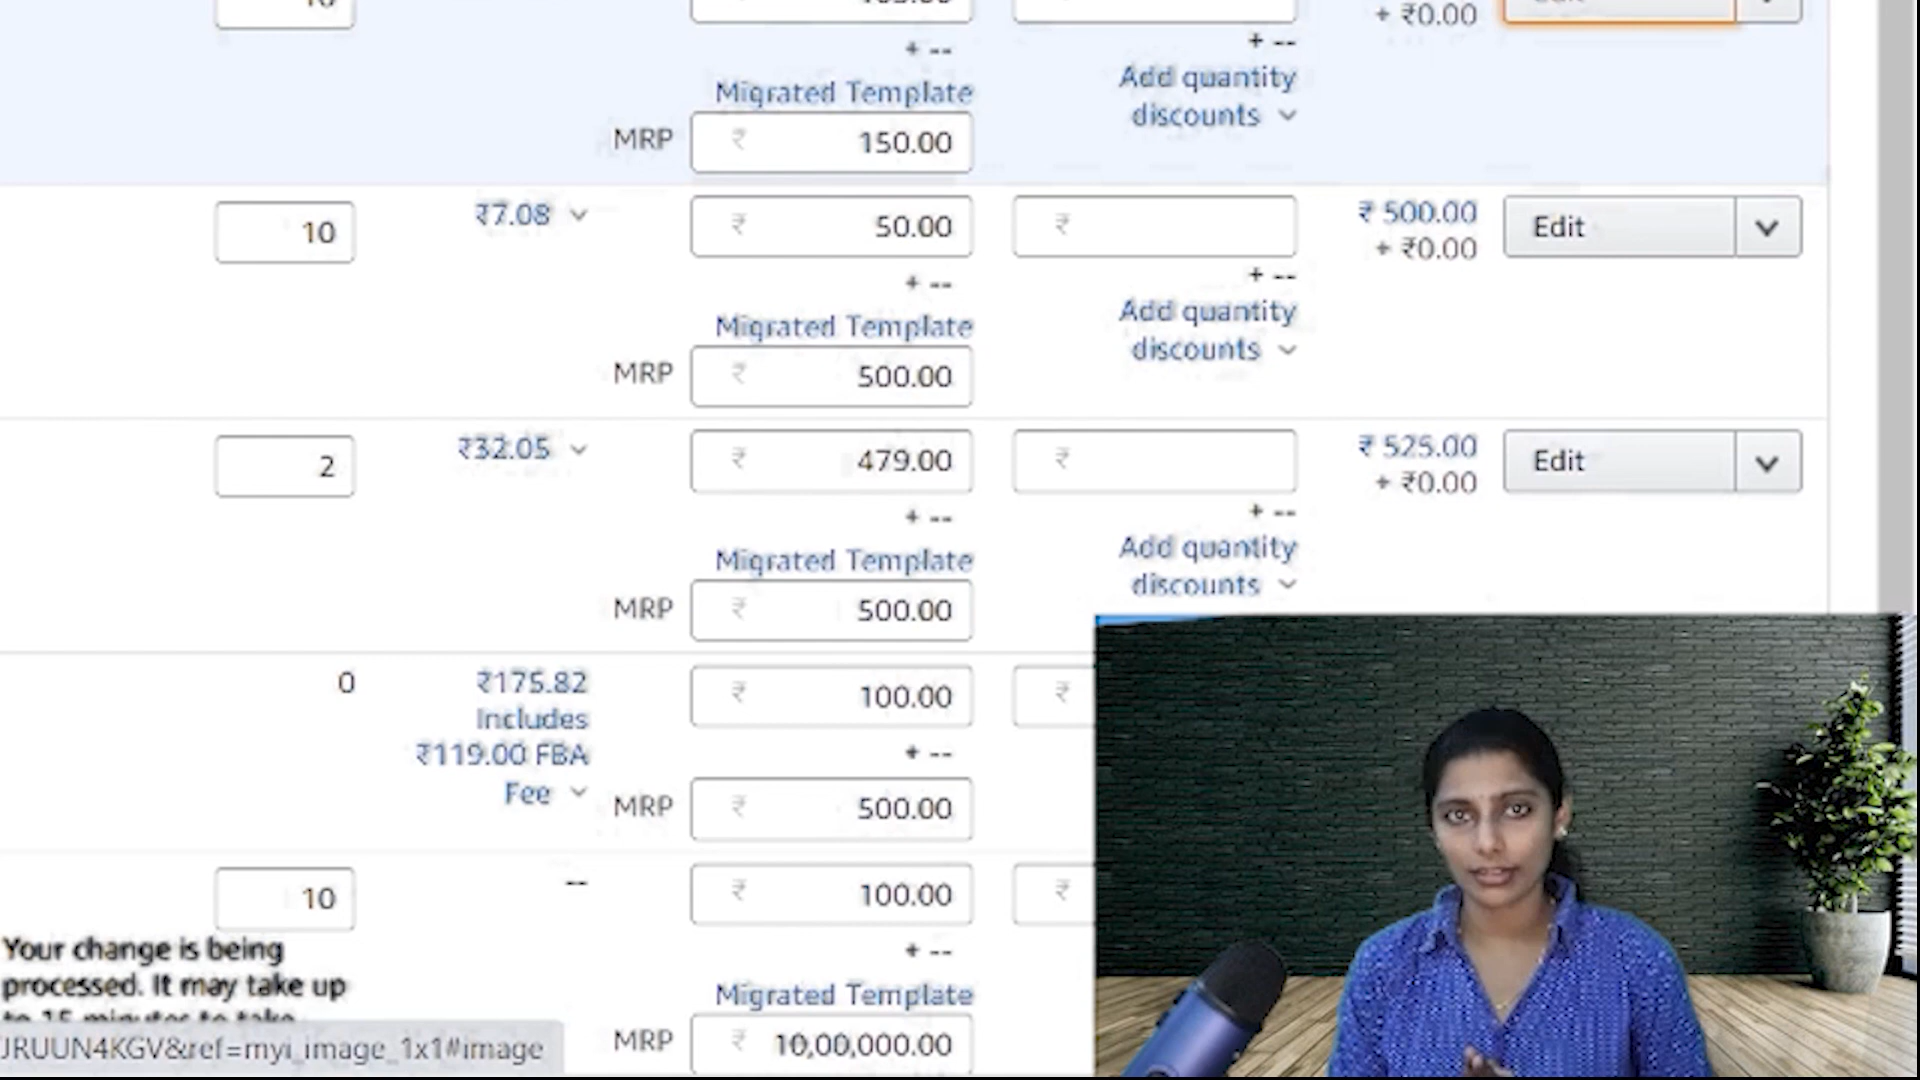 + ₹0.00
+ --
+ --
Migrated Template
Add quantity
discounts
MRP ₹ 150.00
10 ₹7.08 ₹ 50.00 ₹ ₹ 500.00 Edit
+ ₹0.00
+ --
+ --
Migrated Template
Add quantity
discounts
MRP ₹ 500.00
2 ₹32.05 ₹ 479.00 ₹ ₹ 525.00 Edit
+ ₹0.00
+ --
+ --
Migrated Template
Add quantity
discounts
MRP ₹ 500.00
0 ₹175.82 ₹ 100.00 ₹
Includes
₹119.00 FBA
Fee
+ --
MRP ₹ 500.00
10 -- ₹ 100.00 ₹
Your change is being
processed. It may take up
+ --
Migrated Template
MRP ₹ 10,00,000.00
JRUUN4KGV&ref=myi_image_1x1#image